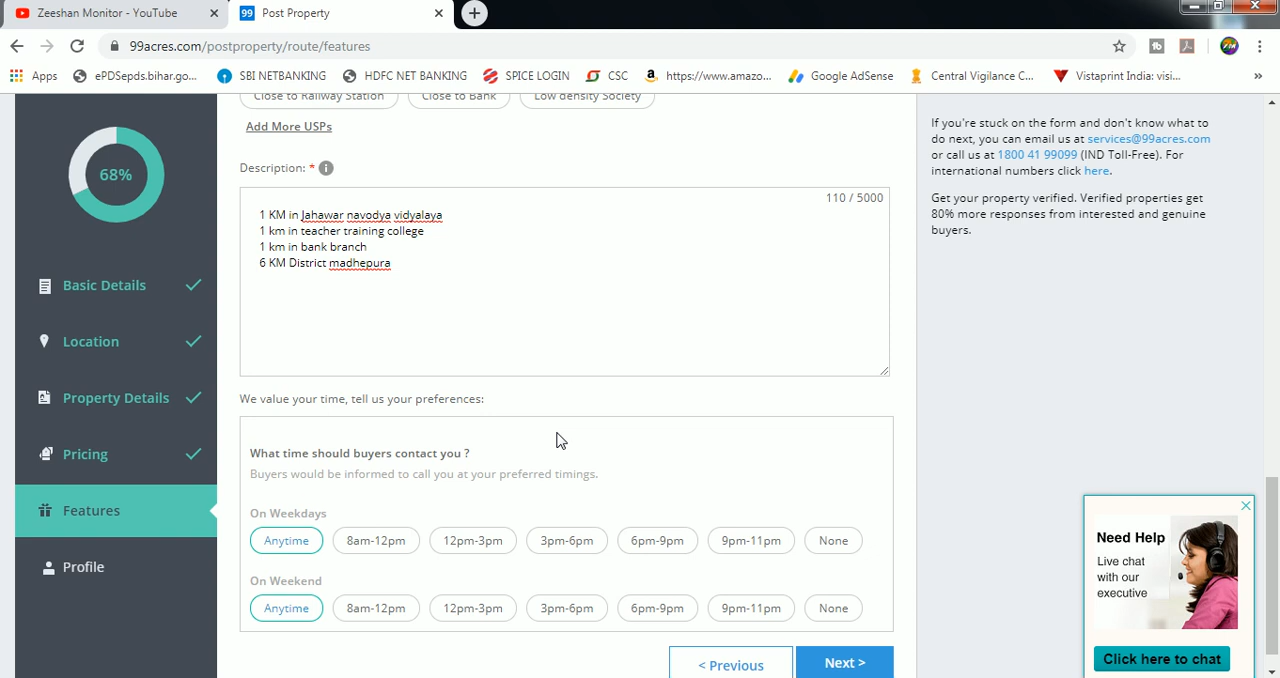 Zeeshan Monitor - YouTube
99 Post Property
99acres.com/postproperty/route/features
Apps ePDSepds.bihar.go... SBI NETBANKING HDFC NET BANKING SPICE LOGIN CSC https://www.amazo... Google AdSense Central Vigilance C... Vistaprint India: visi... »
68%
Basic Details
Location
Property Details
Pricing
Features
Profile
Close to Railway Station Close to Bank Low density Society
Add More USPs
Description: *
110 / 5000
1 KM in Jahawar navodya vidyalaya
1 km in teacher training college
1 km in bank branch
6 KM District madhepura
We value your time, tell us your preferences:
What time should buyers contact you ?
Buyers would be informed to call you at your preferred timings.
On Weekdays
Anytime 8am-12pm 12pm-3pm 3pm-6pm 6pm-9pm 9pm-11pm None
On Weekend
Anytime 8am-12pm 12pm-3pm 3pm-6pm 6pm-9pm 9pm-11pm None
< Previous Next >
If you're stuck on the form and don't know what to
do next, you can email us at services@99acres.com
or call us at 1800 41 99099 (IND Toll-Free). For
international numbers click here.
Get your property verified. Verified properties get
80% more responses from interested and genuine
buyers.
Need Help
Live chat
with our
executive
Click here to chat